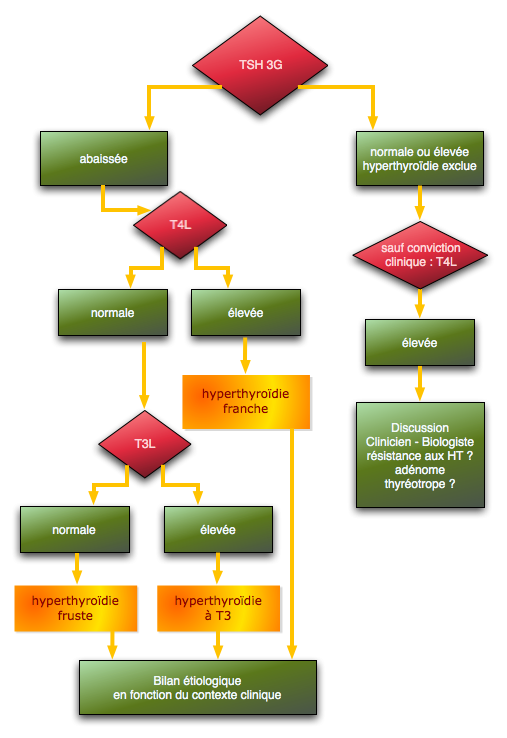 TSH 3G
abaissée
normale ou élevée
hyperthyroïdie exclue
T4L
sauf conviction
clinique : T4L
normale
élevée
élevée
hyperthyroïdie
franche
Discussion
Clinicien - Biologiste
résistance aux HT ?
adénome
thyréotrope ?
T3L
normale
élevée
hyperthyroïdie
fruste
hyperthyroïdie
à T3
Bilan étiologique
en fonction du contexte clinique